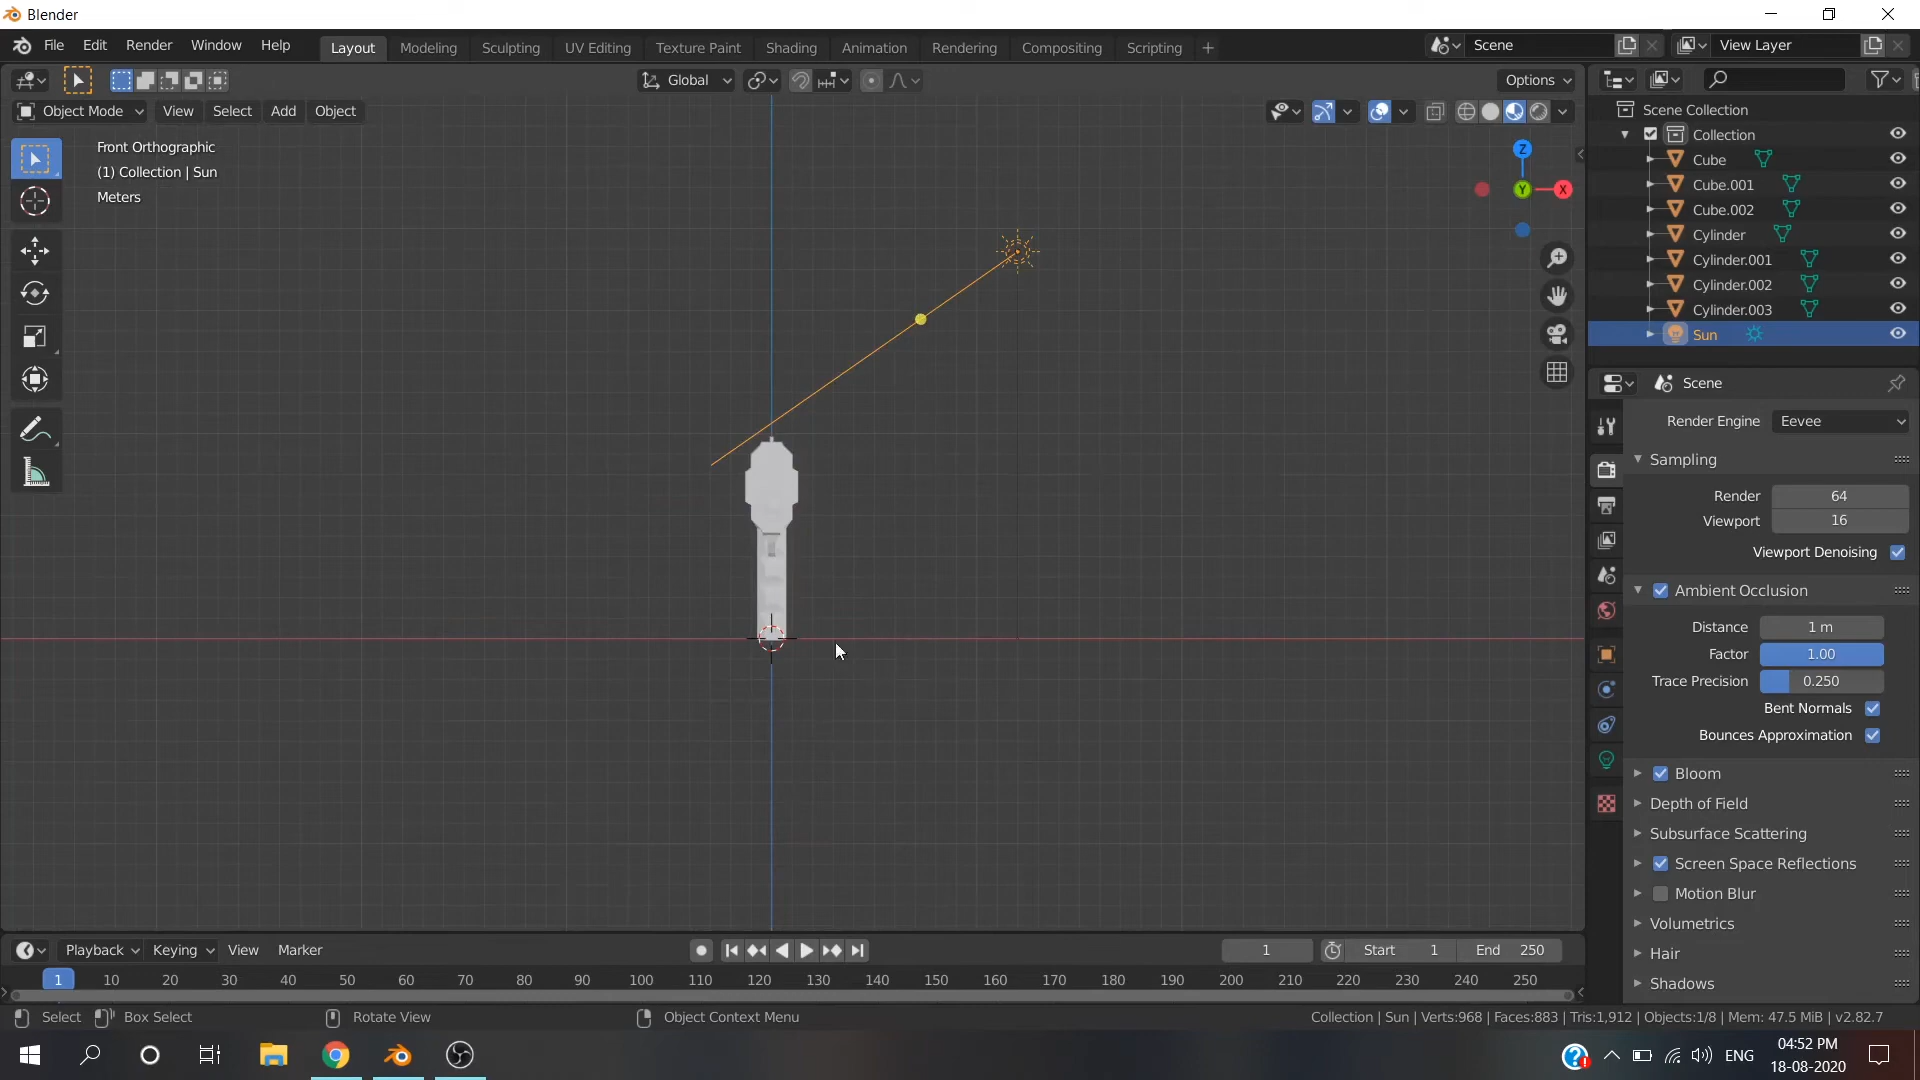 Blender
File Edit Render Window Help Layout Modeling Sculpting UV Editing Texture Paint Shading Animation Rendering Compositing Scripting + Scene View Layer
Global Options
Object Mode View Select Add Object
Front Orthographic
(1) Collection | Sun
Meters
Z
Y
X
Scene Collection
Collection
Cube
Cube.001
Cube.002
Cylinder
Cylinder.001
Cylinder.002
Cylinder.003
Sun
Scene
Render Engine Eevee
Sampling
Render 64
Viewport 16
Viewport Denoising
Ambient Occlusion
Distance 1 m
Factor 1.00
Trace Precision 0.250
Bent Normals
Bounces Approximation
Bloom
Depth of Field
Subsurface Scattering
Screen Space Reflections
Motion Blur
Volumetrics
Hair
Shadows
Playback Keying View Marker 1 Start 1 End 250
1 10 20 30 40 50 60 70 80 90 100 110 120 130 140 150 160 170 180 190 200 210 220 230 240 250
Select Box Select Rotate View Object Context Menu Collection | Sun | Verts:968 | Faces:883 | Tris:1,912 | Objects:1/8 | Mem: 47.5 MiB | v2.82.7
ENG 04:52 PM
18-08-2020